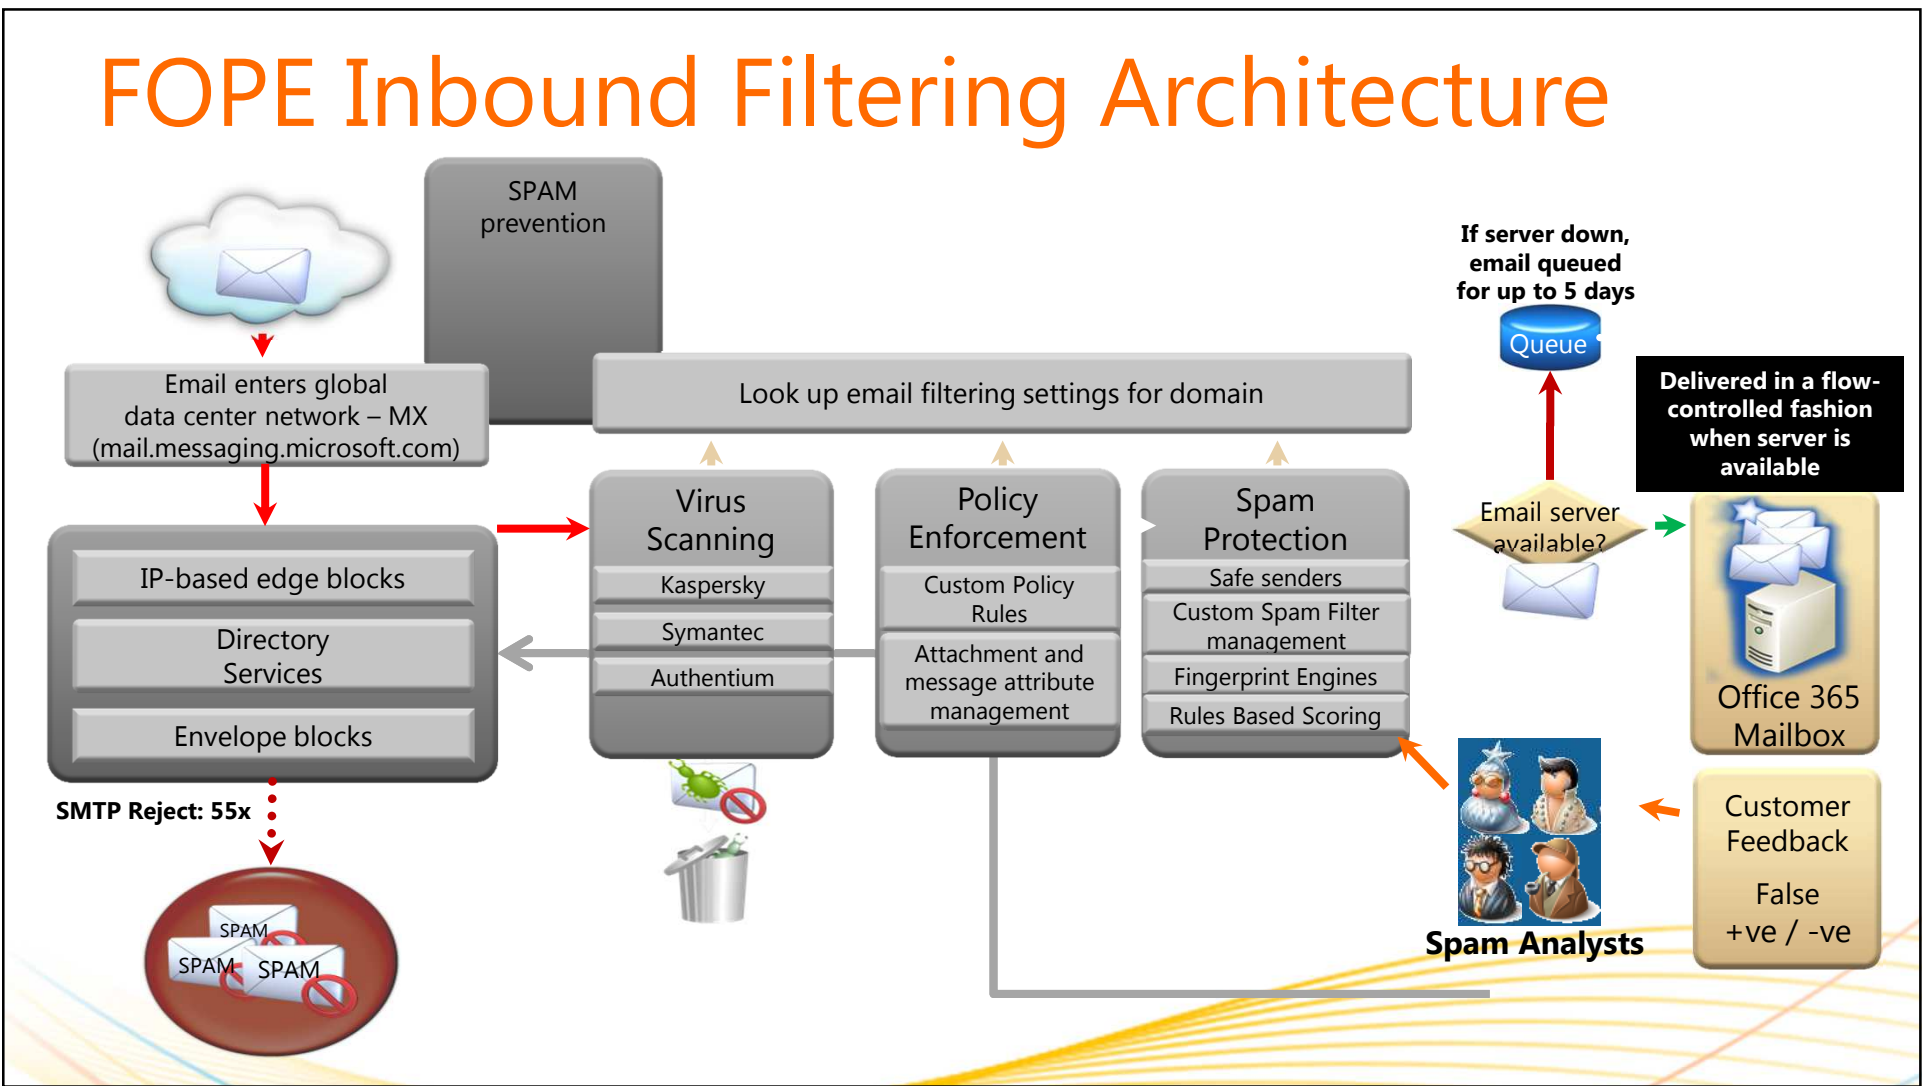 FOPE Inbound Filtering Architecture
SPAM
prevention
Email enters global
data center network – MX
(mail.messaging.microsoft.com)
Look up email filtering settings for domain
IP-based edge blocks
Directory
Services
Envelope blocks
SMTP Reject: 55x
SPAM
SPAM
SPAM
Virus
Scanning
Kaspersky
Symantec
Authentium
Policy
Enforcement
Custom Policy
Rules
Attachment and
message attribute
management
Spam
Protection
Safe senders
Custom Spam Filter
management
Fingerprint Engines
Rules Based Scoring
If server down,
email queued
for up to 5 days
Queue
Email server
available?
Delivered in a flow-
controlled fashion
when server is
available
Office 365
Mailbox
Spam Analysts
Customer
Feedback
False
+ve / -ve